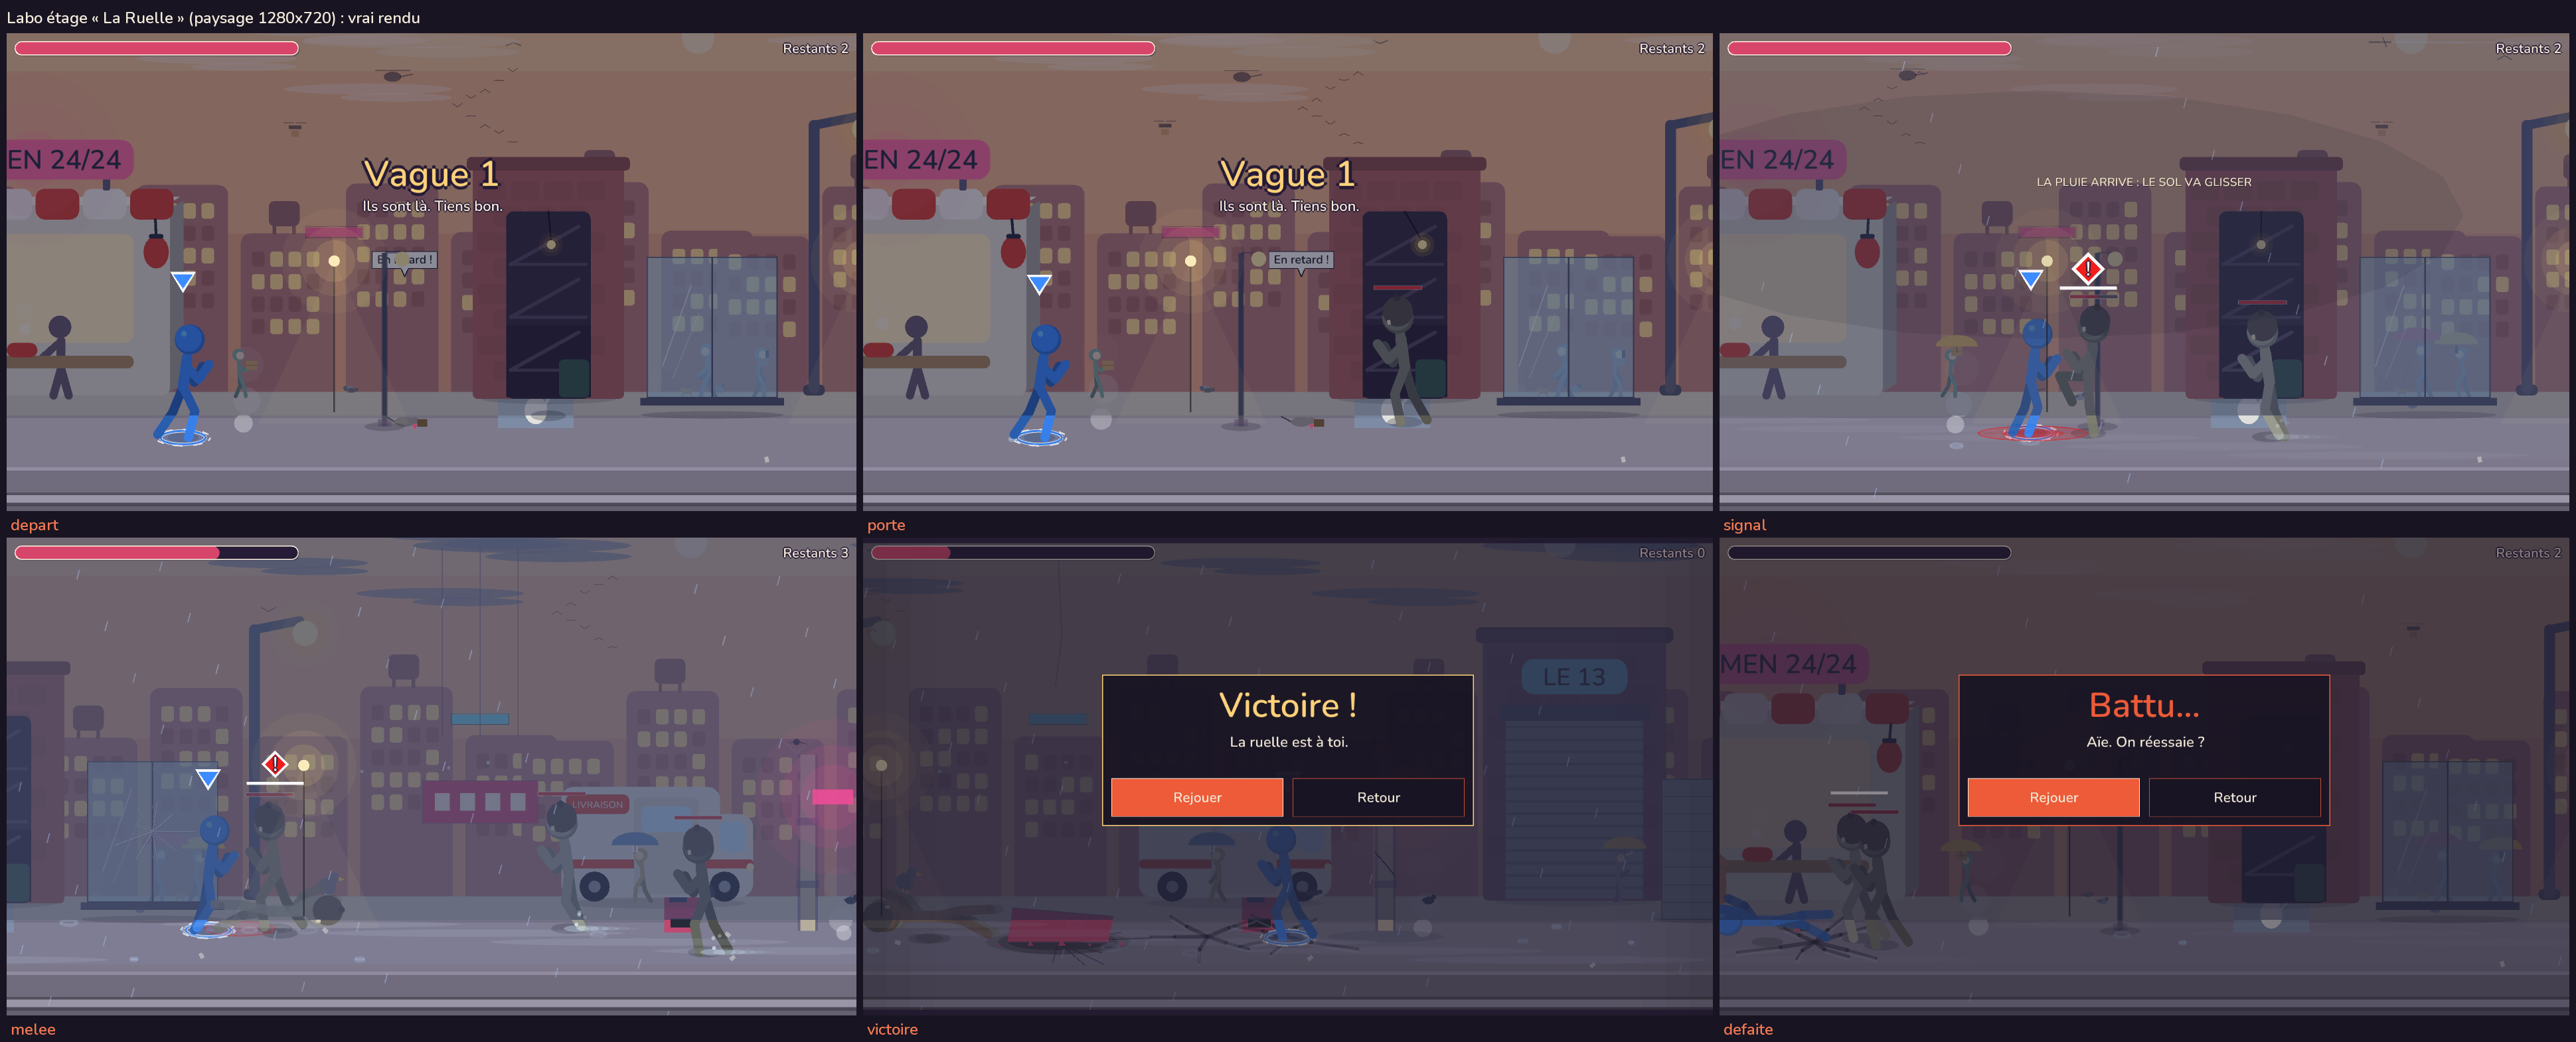 Labo étage « La Ruelle » (paysage 1280x720) : vrai rendu
Restants 2
EN 24/24
Vague 1
Ils sont là. Tiens bon.
depart
Restants 2
EN 24/24
Vague 1
Ils sont là. Tiens bon.
En retard !
porte
Restants 2
EN 24/24
LA PLUIE ARRIVE : LE SOL VA GLISSER
!
signal
Restants 3
!
LIVRAISON
melee
Restants 0
LE 13
Victoire !
La ruelle est à toi.
Rejouer
Retour
victoire
Restants 2
MEN 24/24
Battu...
Aïe. On réessaie ?
Rejouer
Retour
defaite